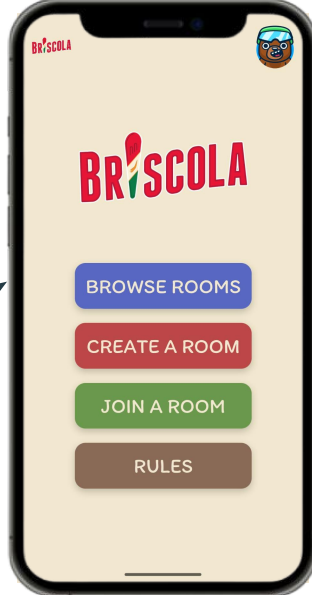 BRISCOLA
BRISCOLA
BROWSE ROOMS
CREATE A ROOM
JOIN A ROOM
RULES